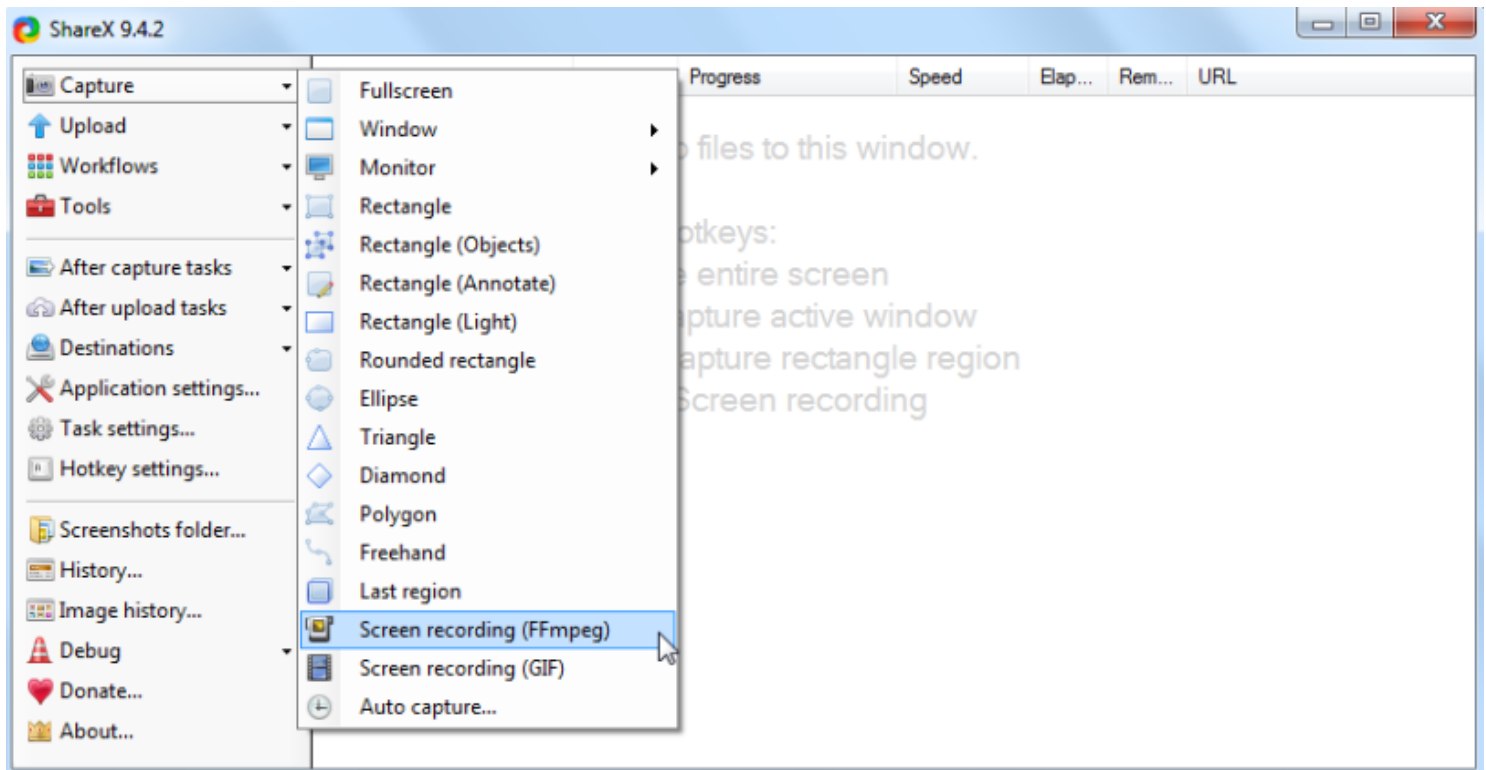 ShareX 9.4.2
Capture
Upload
Workflows
Tools
After capture tasks
After upload tasks
Destinations
Application settings...
Task settings...
Hotkey settings...
Screenshots folder...
History...
Image history...
Debug
Donate...
About...
Fullscreen
Window
Monitor
Rectangle
Rectangle (Objects)
Rectangle (Annotate)
Rectangle (Light)
Rounded rectangle
Ellipse
Triangle
Diamond
Polygon
Freehand
Last region
Screen recording (FFmpeg)
Screen recording (GIF)
Auto capture...
Progress Speed Elap... Rem... URL
files to this window.
otkeys:
entire screen
apture active window
apture rectangle region
Screen recording